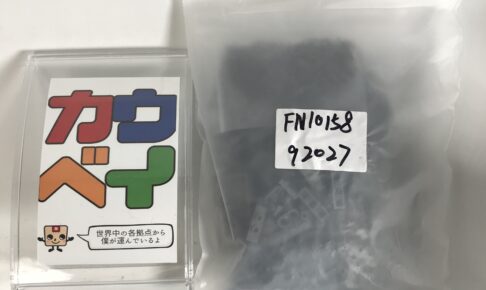 カウ
ベイ
世界中の各拠点から
僕が運んでいるよ
FN10158
92027